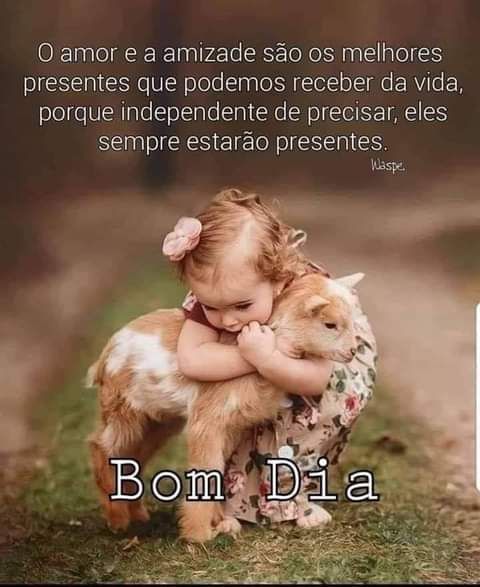 O amor e a amizade são os melhores
presentes que podemos receber da vida,
porque independente de precisar, eles
sempre estarão presentes.
Waspe.
Bom Dia